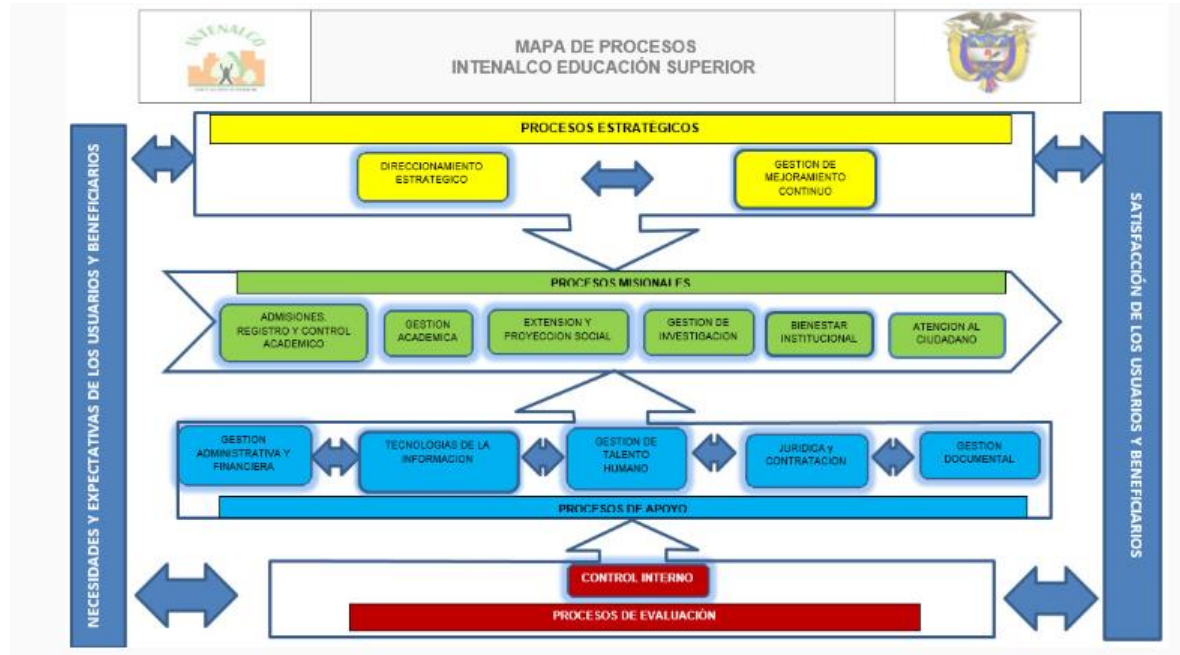 INTENALCO
MAPA DE PROCESOS
INTENALCO EDUCACIÓN SUPERIOR
NECESIDADES Y EXPECTATIVAS DE LOS USUARIOS Y BENEFICIARIOS
PROCESOS ESTRATÉGICOS
DIRECCIONAMIENTO
ESTRATEGICO
GESTION DE
MEJORAMIENTO
CONTINUO
PROCESOS MISIONALES
ADMISIONES,
REGISTRO Y CONTROL
ACADEMICO
GESTION
ACADEMICA
EXTENSION Y
PROYECCION SOCIAL
GESTION DE
INVESTIGACION
BIENESTAR
INSTITUCIONAL
ATENCION AL
CIUDADANO
GESTION
ADMINISTRATIVA Y
FINANCIERA
TECNOLOGIAS DE LA
INFORMACION
GESTION DE
TALENTO
HUMANO
JURIDICA y
CONTRATACION
GESTION
DOCUMENTAL
PROCESOS DE APOYO
CONTROL INTERNO
PROCESOS DE EVALUACIÓN
SATISFACCIÓN DE LOS USUARIOS Y BENEFICIARIOS